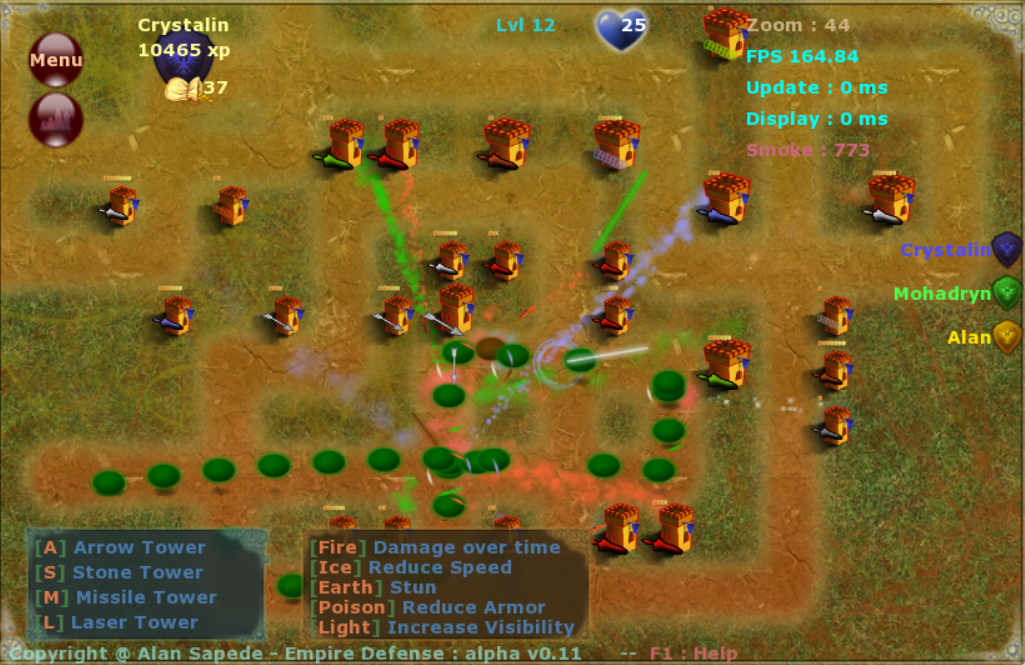 Crystalin
10465 xp
37
Menu
Lvl 12
25
Zoom : 44
FPS 164.84
Update : 0 ms
Display : 0 ms
Smoke : 773
Crystalin
Mohadryn
Alan
[A] Arrow Tower
[S] Stone Tower
[M] Missile Tower
[L] Laser Tower
[Fire] Damage over time
[Ice] Reduce Speed
[Earth] Stun
[Poison] Reduce Armor
[Light] Increase Visibility
Copyright @ Alan Sapede - Empire Defense : alpha v0.11 -- F1 : Help